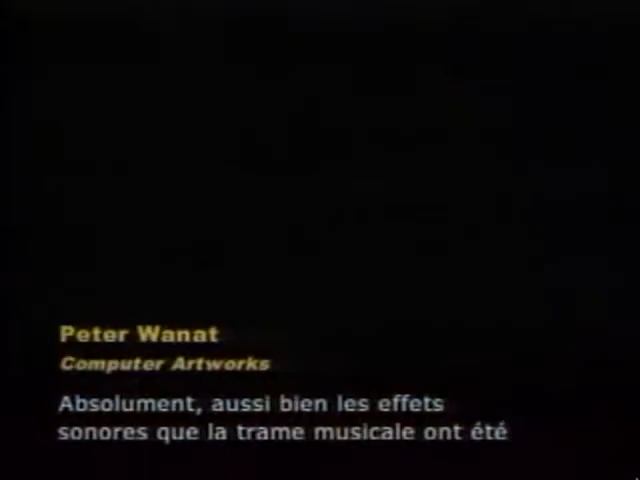 Peter Wanat
Computer Artworks
Absolument, aussi bien les effets
sonores que la trame musicale ont été